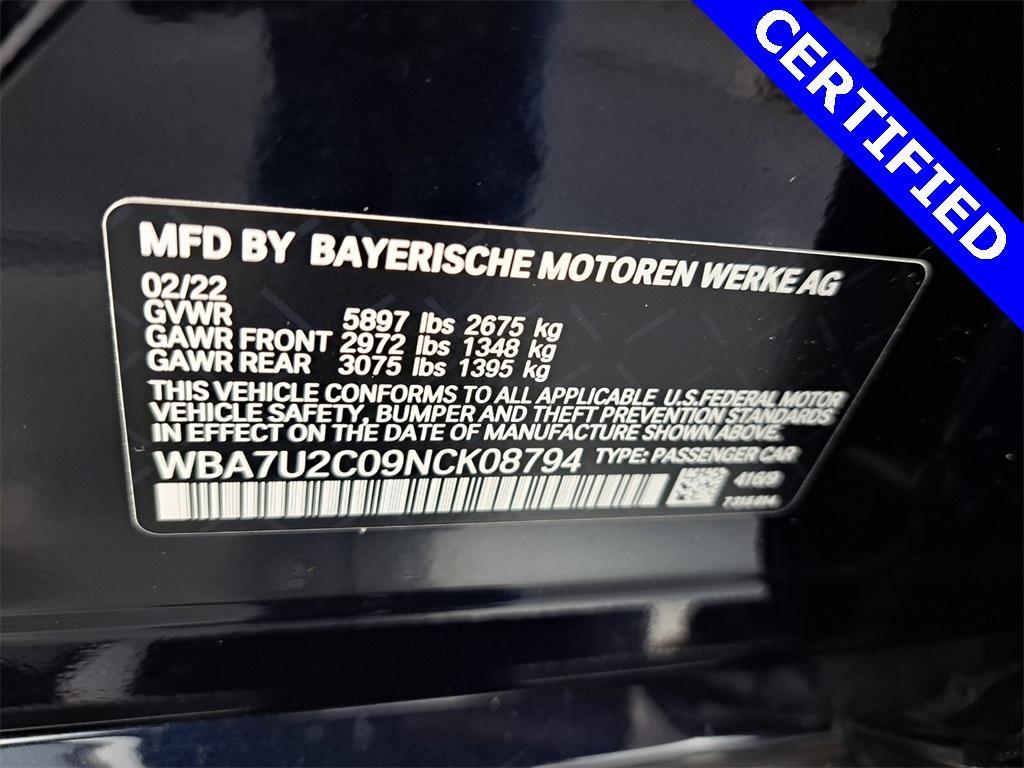 CERTIFIED
MFD BY BAYERISCHE MOTOREN WERKE AG
02/22
GVWR 5897 lbs 2675 kg
GAWR FRONT 2972 lbs 1348 kg
GAWR REAR 3075 lbs 1395 kg
THIS VEHICLE CONFORMS TO ALL APPLICABLE U.S.FEDERAL MOTOR
VEHICLE SAFETY, BUMPER AND THEFT PREVENTION STANDARDS
IN EFFECT ON THE DATE OF MANUFACTURE SHOWN ABOVE.
WBA7U2C09NCK08794 TYPE: PASSENGER CAR
416/9